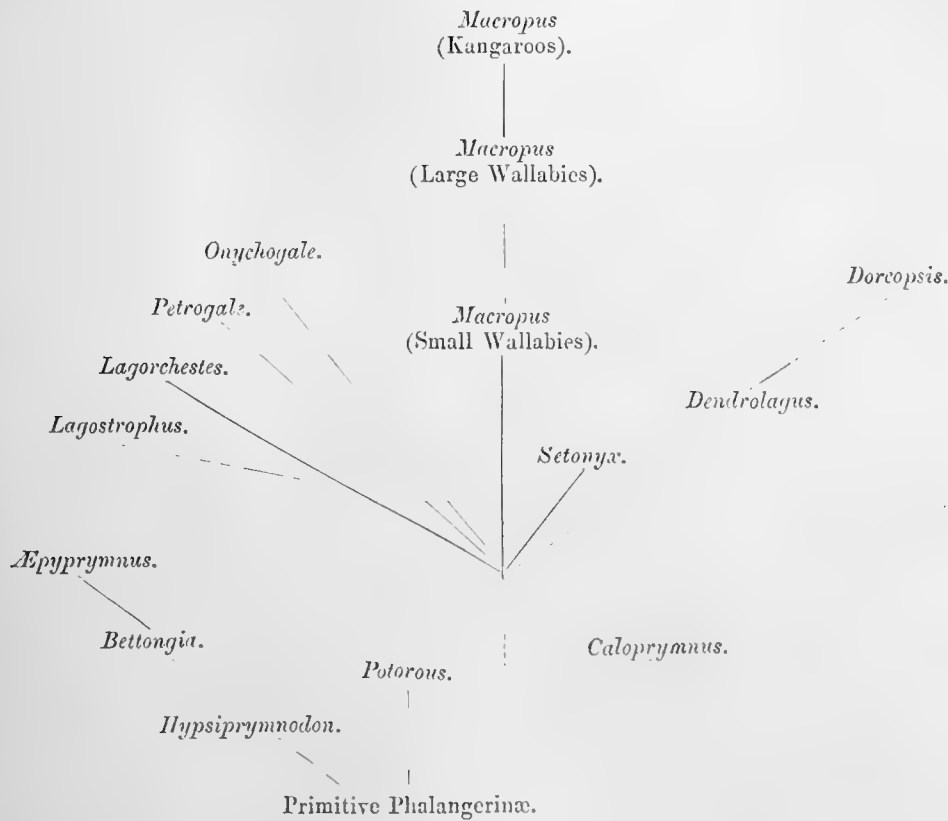 Macropus
(Kangaroos).
Macropus
(Large Wallabies).
Onychogale.
Dorcopsis.
Petrogale.
Macropus
(Small Wallabies).
Lagorchestes.
Dendrolagus.
Lagostrophus.
Setonyx.
Æpyprymnus.
Bettongia.
Caloprymnus.
Potorous.
Hypsiprymnodon.
Primitive Phalangerinæ.